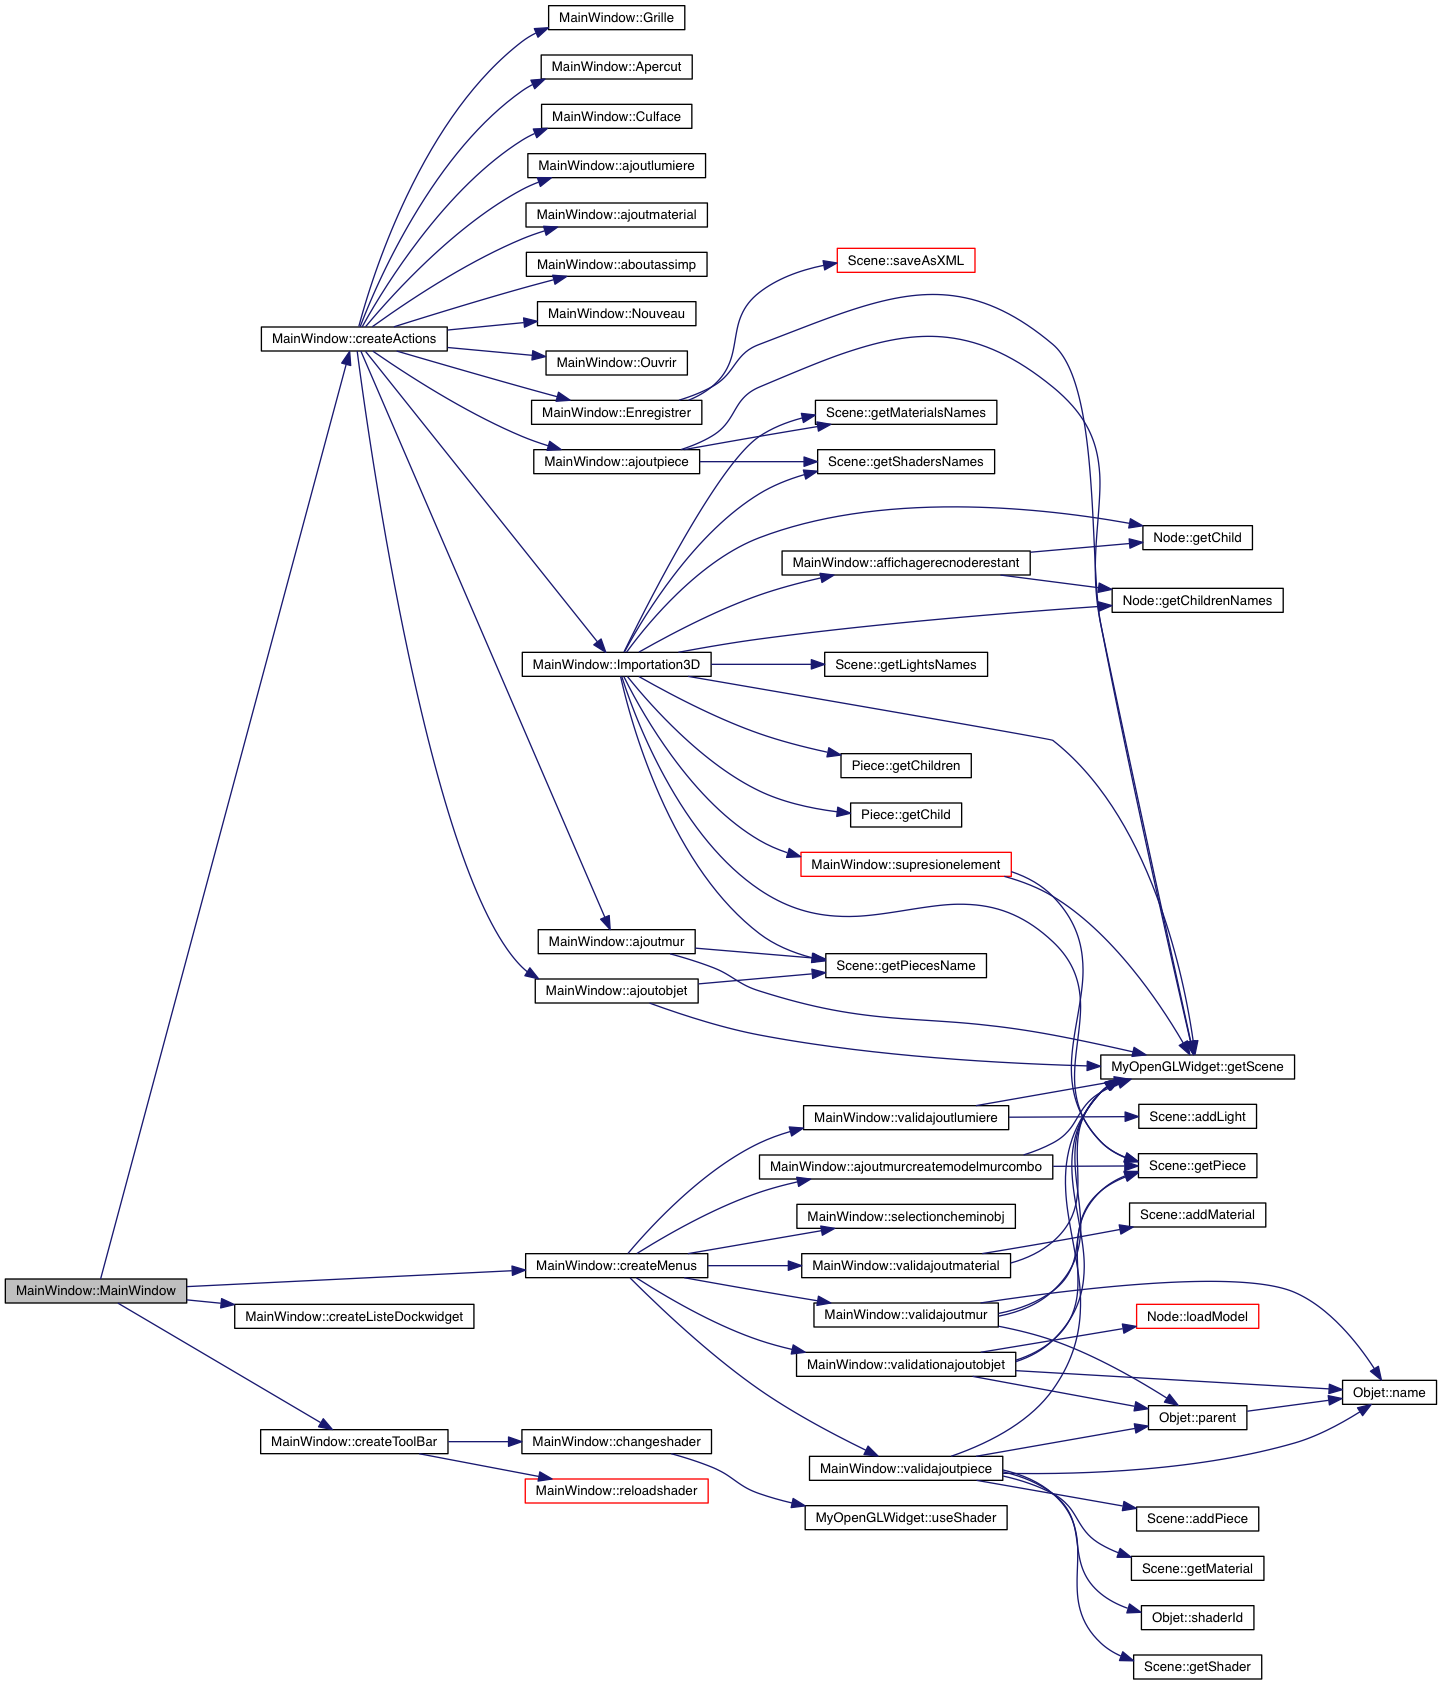 MainWindow::Grille
MainWindow::Apercut
MainWindow::Culface
MainWindow::ajoutlumiere
MainWindow::ajoutmaterial
MainWindow::aboutassimp
Scene::saveAsXML
MainWindow::Nouveau
MainWindow::createActions
MainWindow::Ouvrir
MainWindow::Enregistrer
Scene::getMaterialsNames
MainWindow::ajoutpiece
Scene::getShadersNames
Node::getChild
MainWindow::affichagerecnoderestant
Node::getChildrenNames
MainWindow::Importation3D
Scene::getLightsNames
Piece::getChildren
Piece::getChild
MainWindow::supresionelement
MainWindow::ajoutmur
Scene::getPiecesName
MainWindow::ajoutobjet
MyOpenGLWidget::getScene
MainWindow::validajoutlumiere
Scene::addLight
MainWindow::ajoutmurcreatemodelmurcombo
Scene::getPiece
MainWindow::selectioncheminobj
Scene::addMaterial
MainWindow::createMenus
MainWindow::validajoutmaterial
MainWindow::MainWindow
MainWindow::createListeDockwidget
MainWindow::validajoutmur
Node::loadModel
MainWindow::validationajoutobjet
Objet::name
Objet::parent
MainWindow::createToolBar
MainWindow::changeshader
MainWindow::validajoutpiece
MainWindow::reloadshader
MyOpenGLWidget::useShader
Scene::addPiece
Scene::getMaterial
Objet::shaderId
Scene::getShader